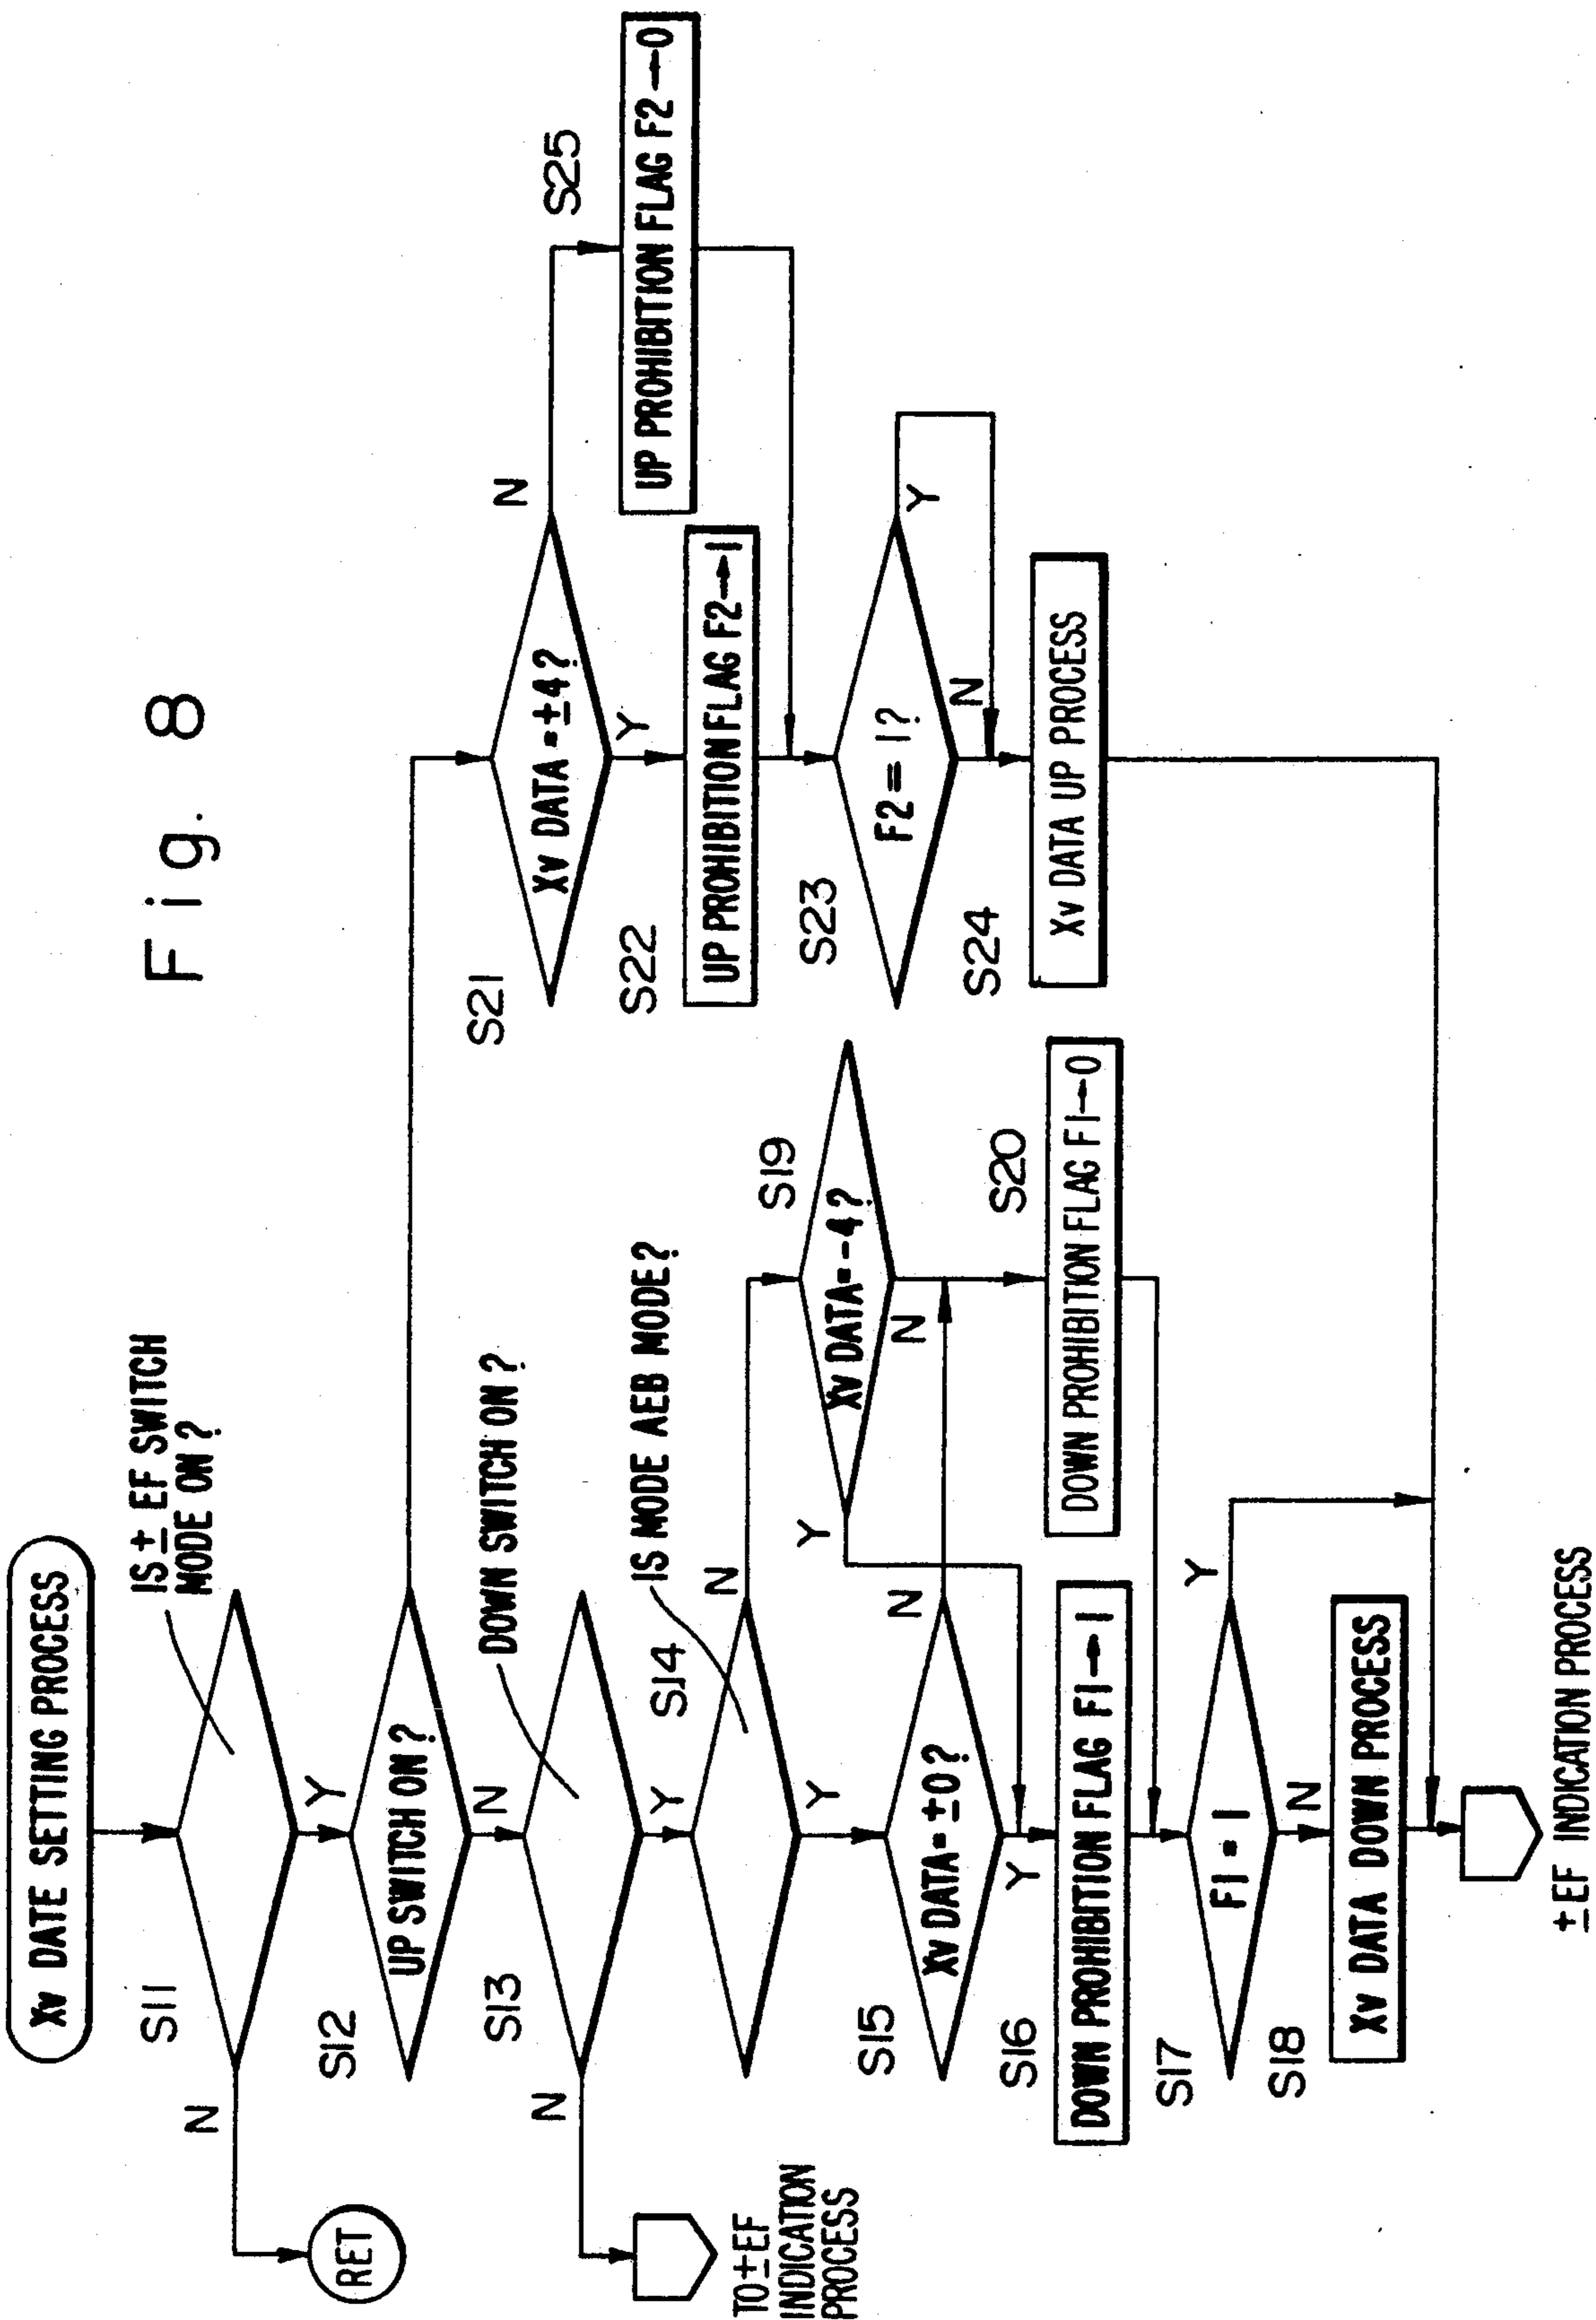 Fig. 8
Xv DATE SETTING PROCESS
S11
IS ± EF SWITCH
MODE ON ?
N
Y
RET
S12
UP SWITCH ON ?
N
S13
DOWN SWITCH ON ?
N
Y
TO ± EF
INDICATION
PROCESS
S14
IS MODE AEB MODE ?
N
Y
S15
Xv DATA = ±0 ?
N
Y
S16
DOWN PROHIBITION FLAG F1→1
S17
F1 = 1
Y
N
S18
Xv DATA DOWN PROCESS
± EF INDICATION PROCESS
S19
Xv DATA = -4 ?
Y
N
S20
DOWN PROHIBITION FLAG F1→0
S21
Xv DATA = ±4 ?
N
Y
S22
UP PROHIBITION FLAG F2→1
S25
UP PROHIBITION FLAG F2→0
S23
F2 = 1 ?
Y
N
S24
Xv DATA UP PROCESS